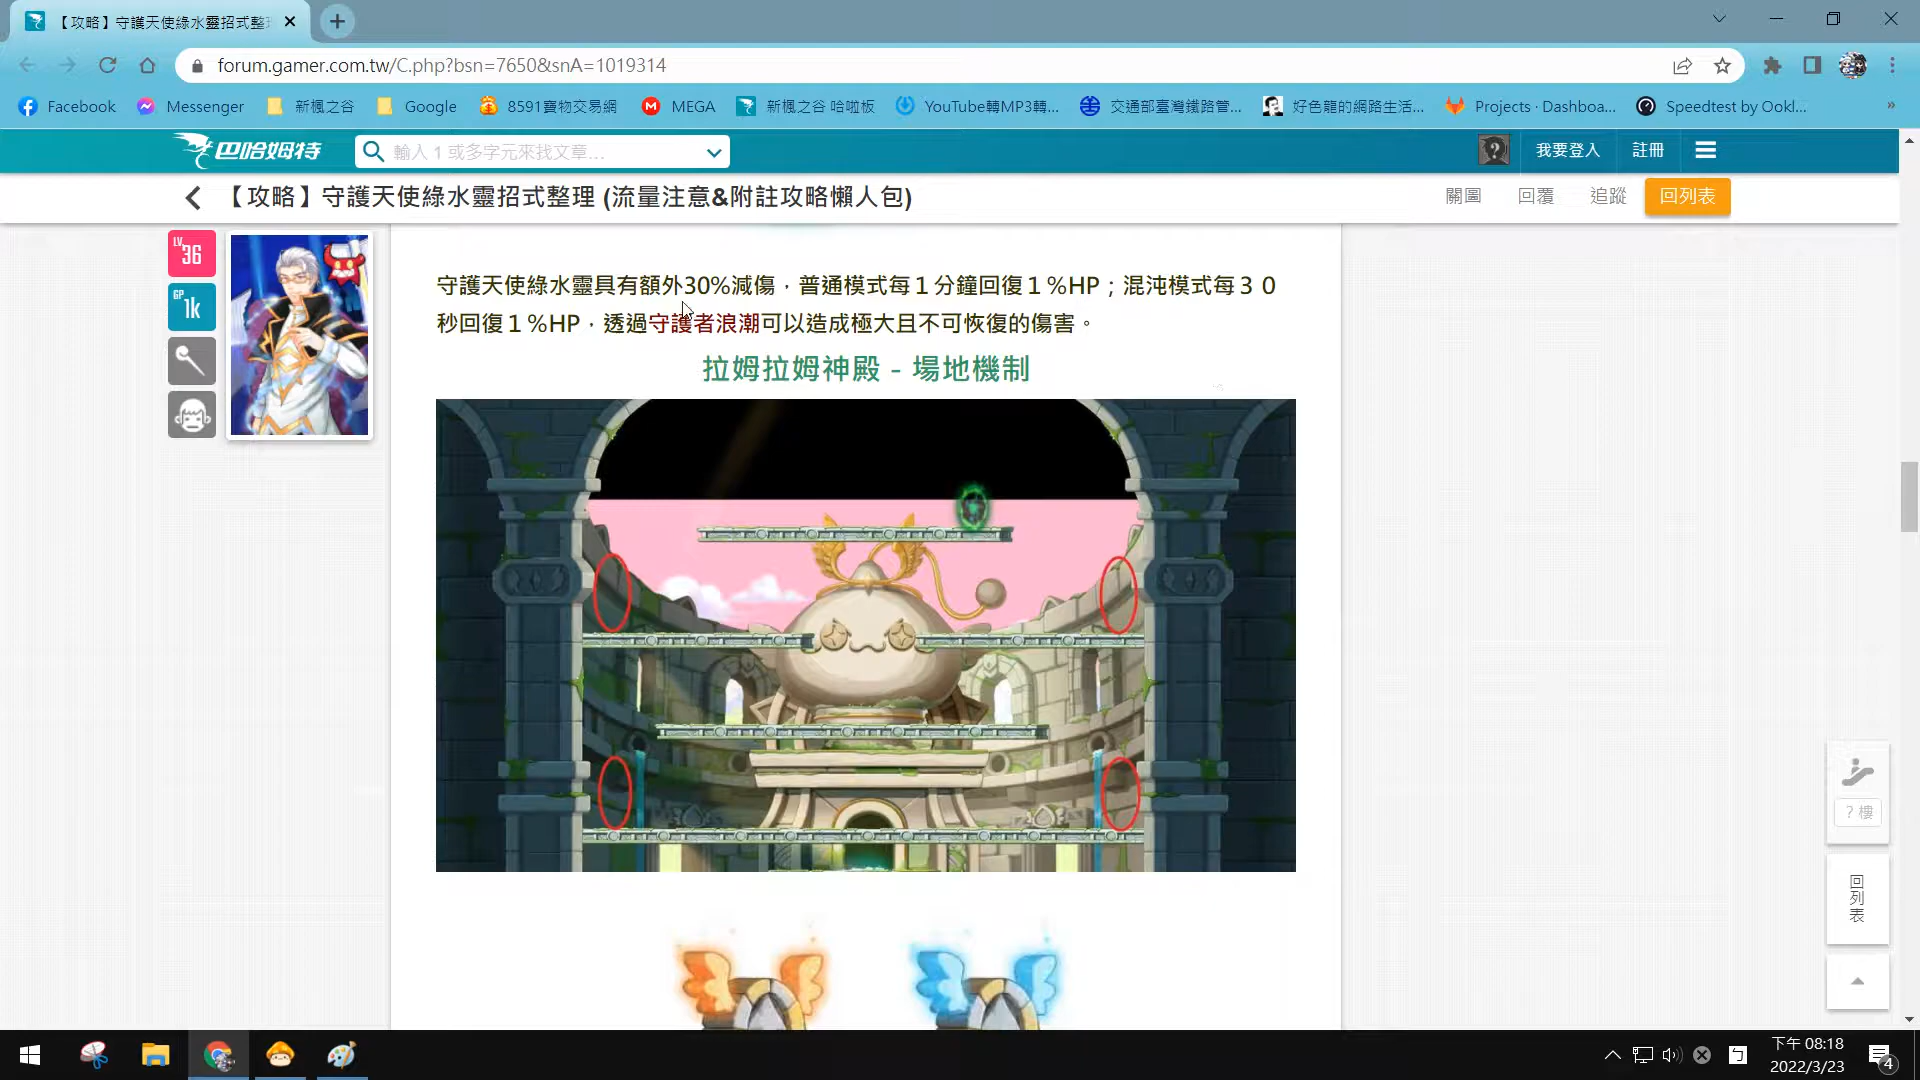 【攻略】守護天使綠水靈招式整
forum.gamer.com.tw/C.php?bsn=7650&snA=1019314
Facebook
Messenger
新楓之谷
Google
8591寶物交易網
MEGA
新楓之谷 哈啦板
YouTube轉MP3轉...
交通部臺灣鐵路管...
好色龍的網路生活...
Projects · Dashboa...
Speedtest by Ookl...
»
巴哈姆特
輸入 1 或多字元來找文章...
我要登入
註冊
【攻略】守護天使綠水靈招式整理 (流量注意&附註攻略懶人包)
關圖
回覆
追蹤
回列表
LV.
36
GP
1k
守護天使綠水靈具有額外30%減傷，普通模式每１分鐘回復１%HP；混沌模式每３０
秒回復１%HP，透過守護者浪潮可以造成極大且不可恢復的傷害。
拉姆拉姆神殿 - 場地機制
? 樓
回列表
下午 08:18
2022/3/23
4